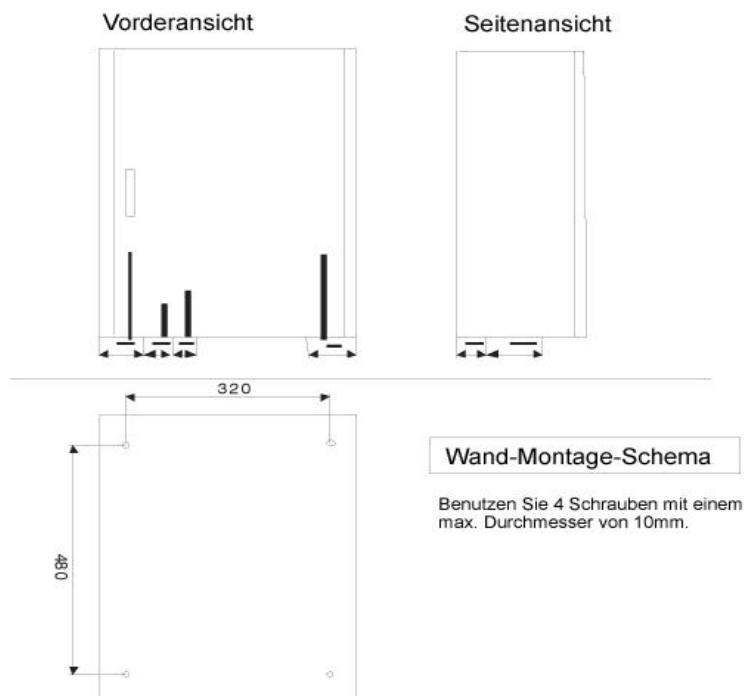 Vorderansicht
Seitenansicht
320
480
Wand-Montage-Schema
Benutzen Sie 4 Schrauben mit einem
max. Durchmesser von 10mm.